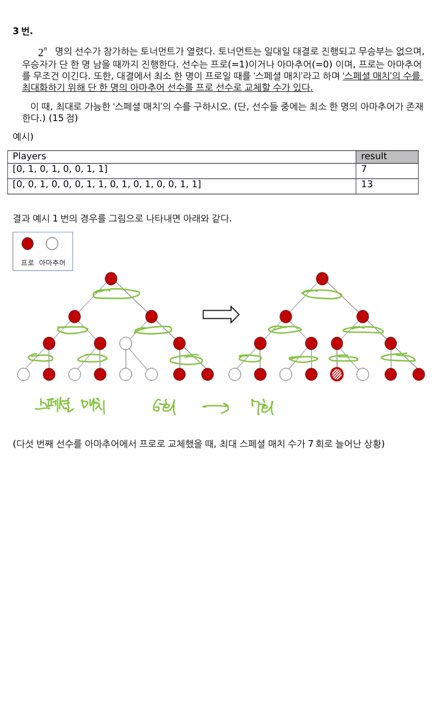 3 번.
2ⁿ 명의 선수가 참가하는 토너먼트가 열렸다. 토너먼트는 일대일 대결로 진행되고 무승부는 없으며,
우승자가 단 한 명 남을 때까지 진행한다. 선수는 프로(=1)이거나 아마추어(=0) 이며, 프로는 아마추어
를 무조건 이긴다. 또한, 대결에서 최소 한 명이 프로일 때를 '스페셜 매치'라고 하며 '스페셜 매치'의 수를
최대화하기 위해 단 한 명의 아마추어 선수를 프로 선수로 교체할 수가 있다.
이 때, 최대로 가능한 '스페셜 매치'의 수를 구하시오. (단, 선수들 중에는 최소 한 명의 아마추어가 존재
한다.) (15 점)
예시)
Players result
[0, 1, 0, 1, 0, 0, 1, 1] 7
[0, 0, 1, 0, 0, 0, 1, 1, 0, 1, 0, 1, 0, 0, 1, 1] 13
결과 예시 1 번의 경우를 그림으로 나타내면 아래와 같다.
프로 아마추어
스페셜 매치 6회 → 7회
(다섯 번째 선수를 아마추어에서 프로로 교체했을 때, 최대 스페셜 매치 수가 7 회로 늘어난 상황)